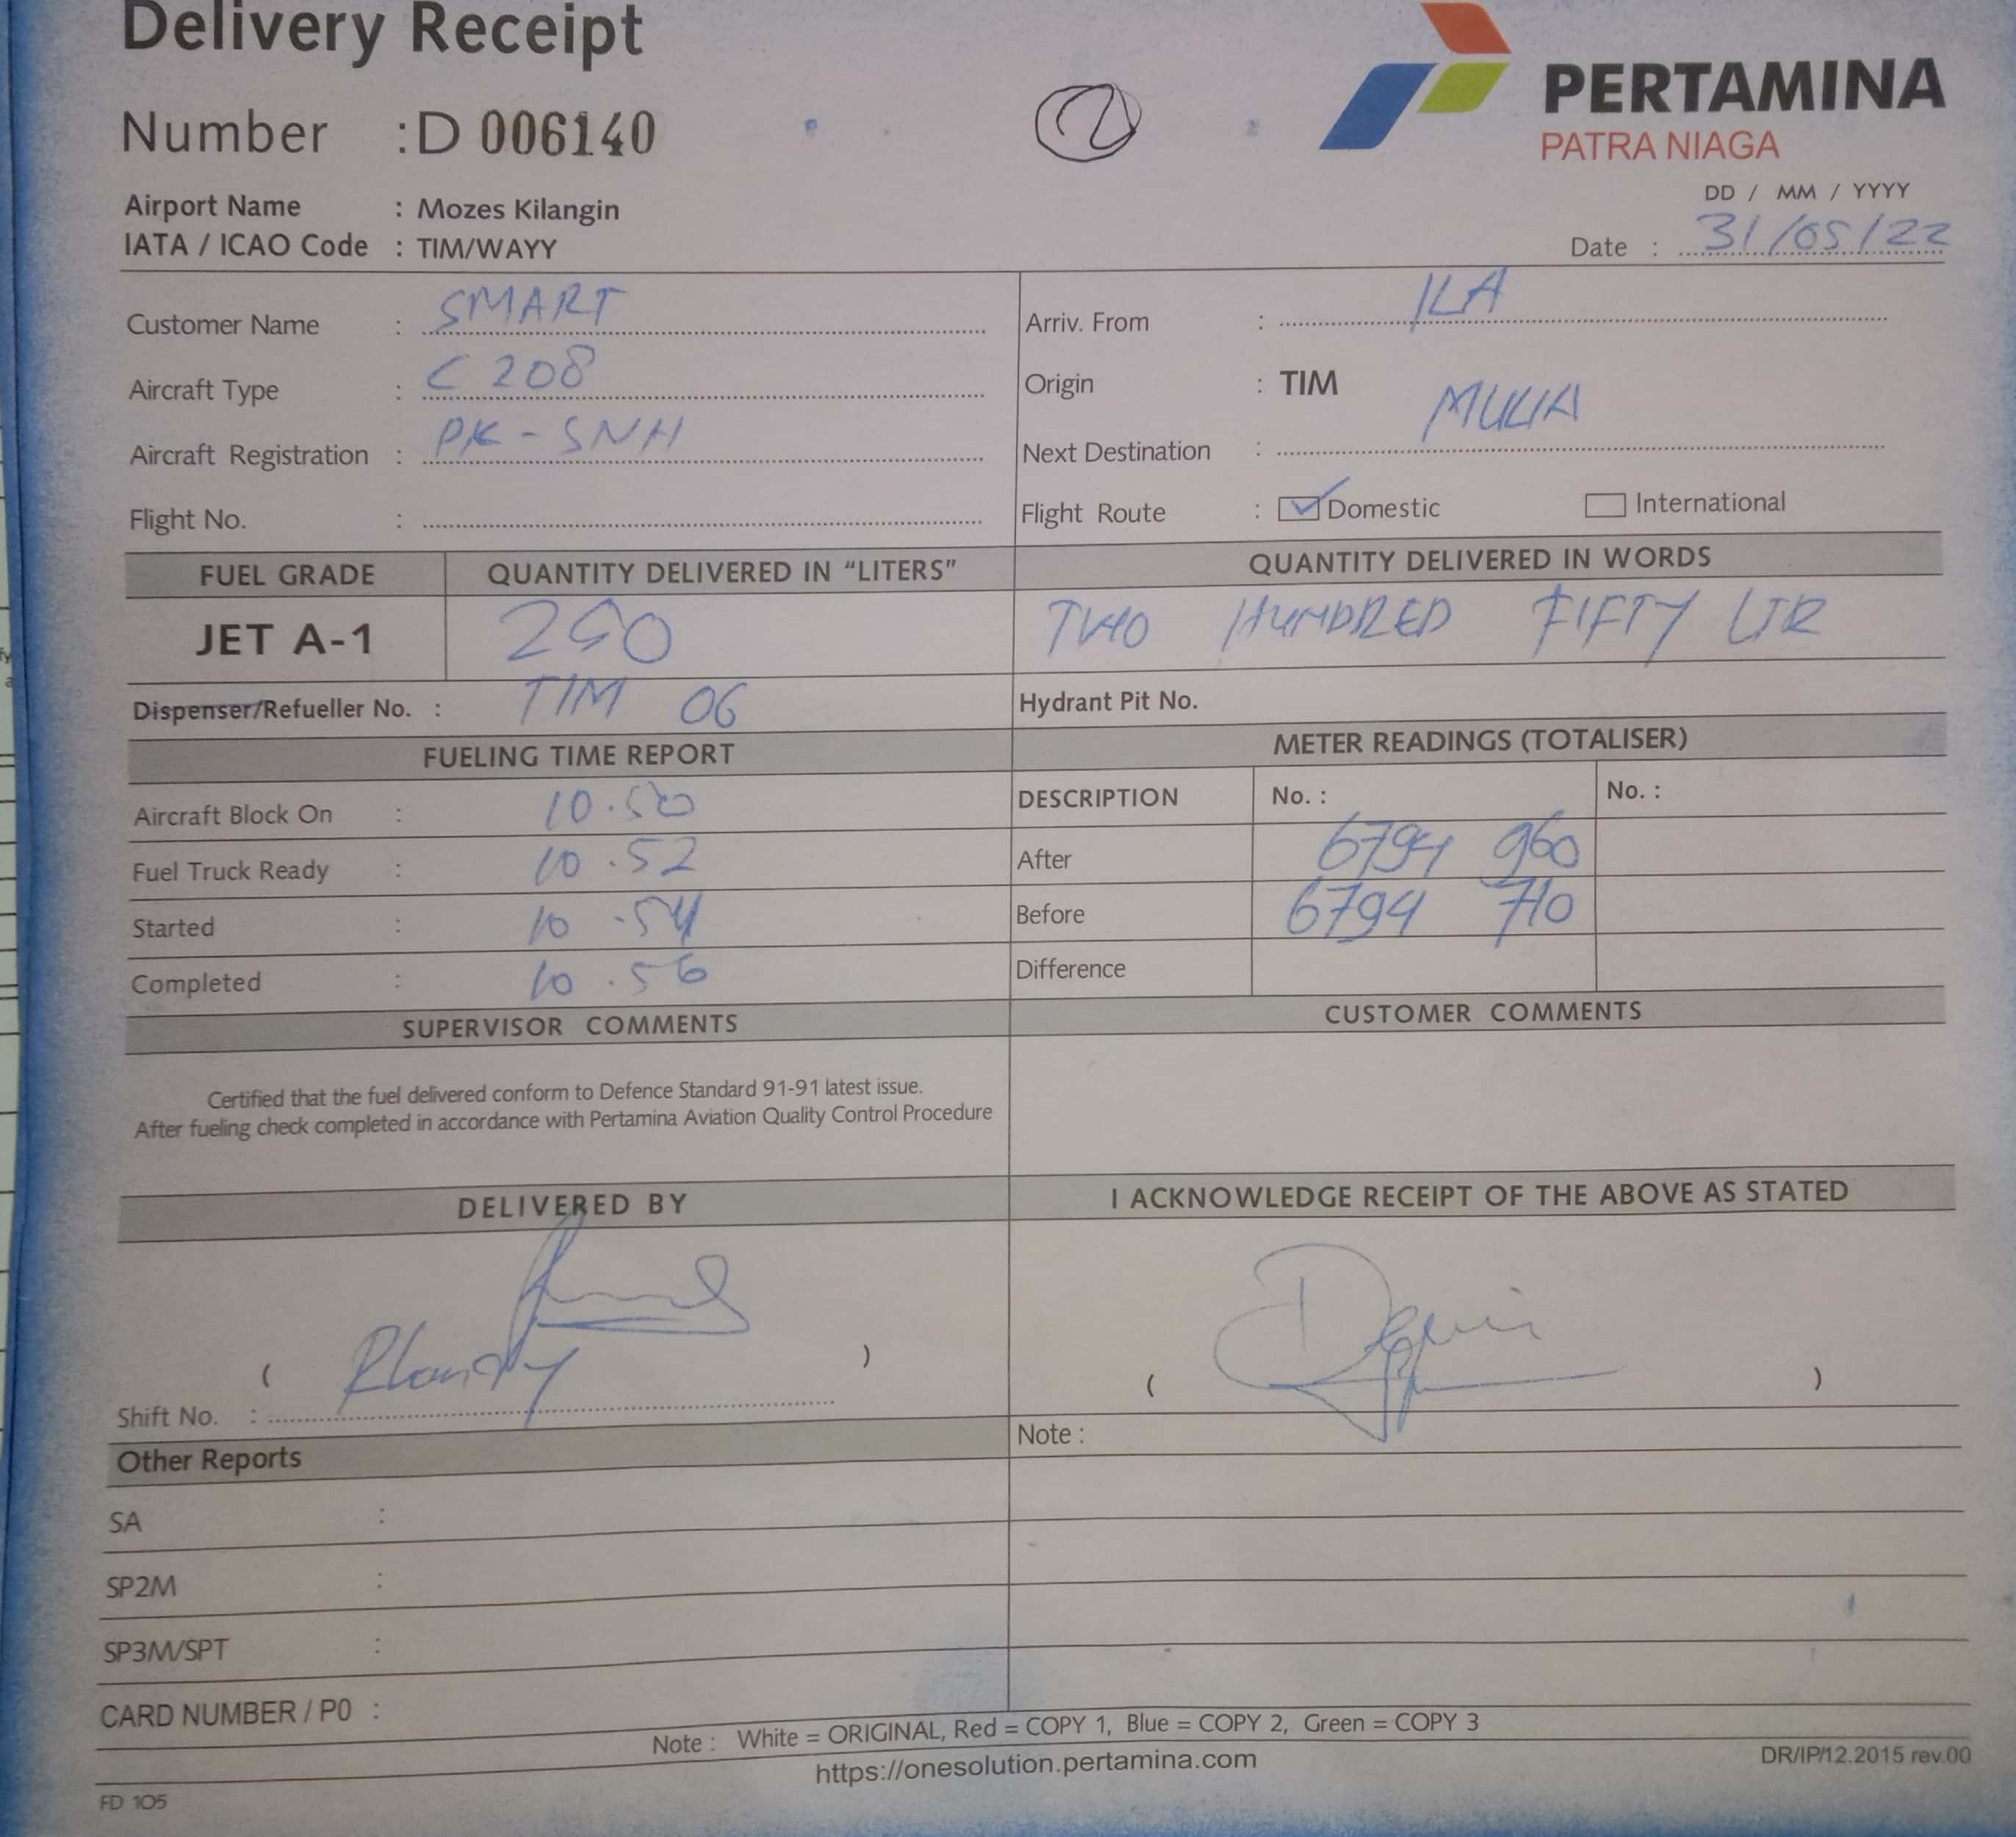 Delivery Receipt
PERTAMINA
PATRA NIAGA
Number : D 006140
2
Airport Name : Mozes Kilangin
IATA / ICAO Code : TIM/WAYY
DD / MM / YYYY
Date : 31/05/22
Customer Name : SMART
Arriv. From : ILA
Aircraft Type : C 208
Origin : TIM
Aircraft Registration : PK - SNH
Next Destination : MULIA
Flight No. :
Flight Route : Domestic International
FUEL GRADE QUANTITY DELIVERED IN "LITERS" QUANTITY DELIVERED IN WORDS
JET A-1 250 TWO HUNDRED FIFTY LTR
Dispenser/Refueller No. : TIM 06 Hydrant Pit No.
FUELING TIME REPORT METER READINGS (TOTALISER)
Aircraft Block On : 10.50 DESCRIPTION No. : No. :
Fuel Truck Ready : 10.52 After 6794 960
Started : 10.54 Before 6794 710
Completed : 10.56 Difference
SUPERVISOR COMMENTS CUSTOMER COMMENTS
Certified that the fuel delivered conform to Defence Standard 91-91 latest issue.
After fueling check completed in accordance with Pertamina Aviation Quality Control Procedure
DELIVERED BY I ACKNOWLEDGE RECEIPT OF THE ABOVE AS STATED
( ) ( )
Shift No. :
Note :
Other Reports
SA :
SP2M :
SP3M/SPT :
CARD NUMBER / P0 :
Note : White = ORIGINAL, Red = COPY 1, Blue = COPY 2, Green = COPY 3
https://onesolution.pertamina.com
DR/IP/12.2015 rev.00
FD 105